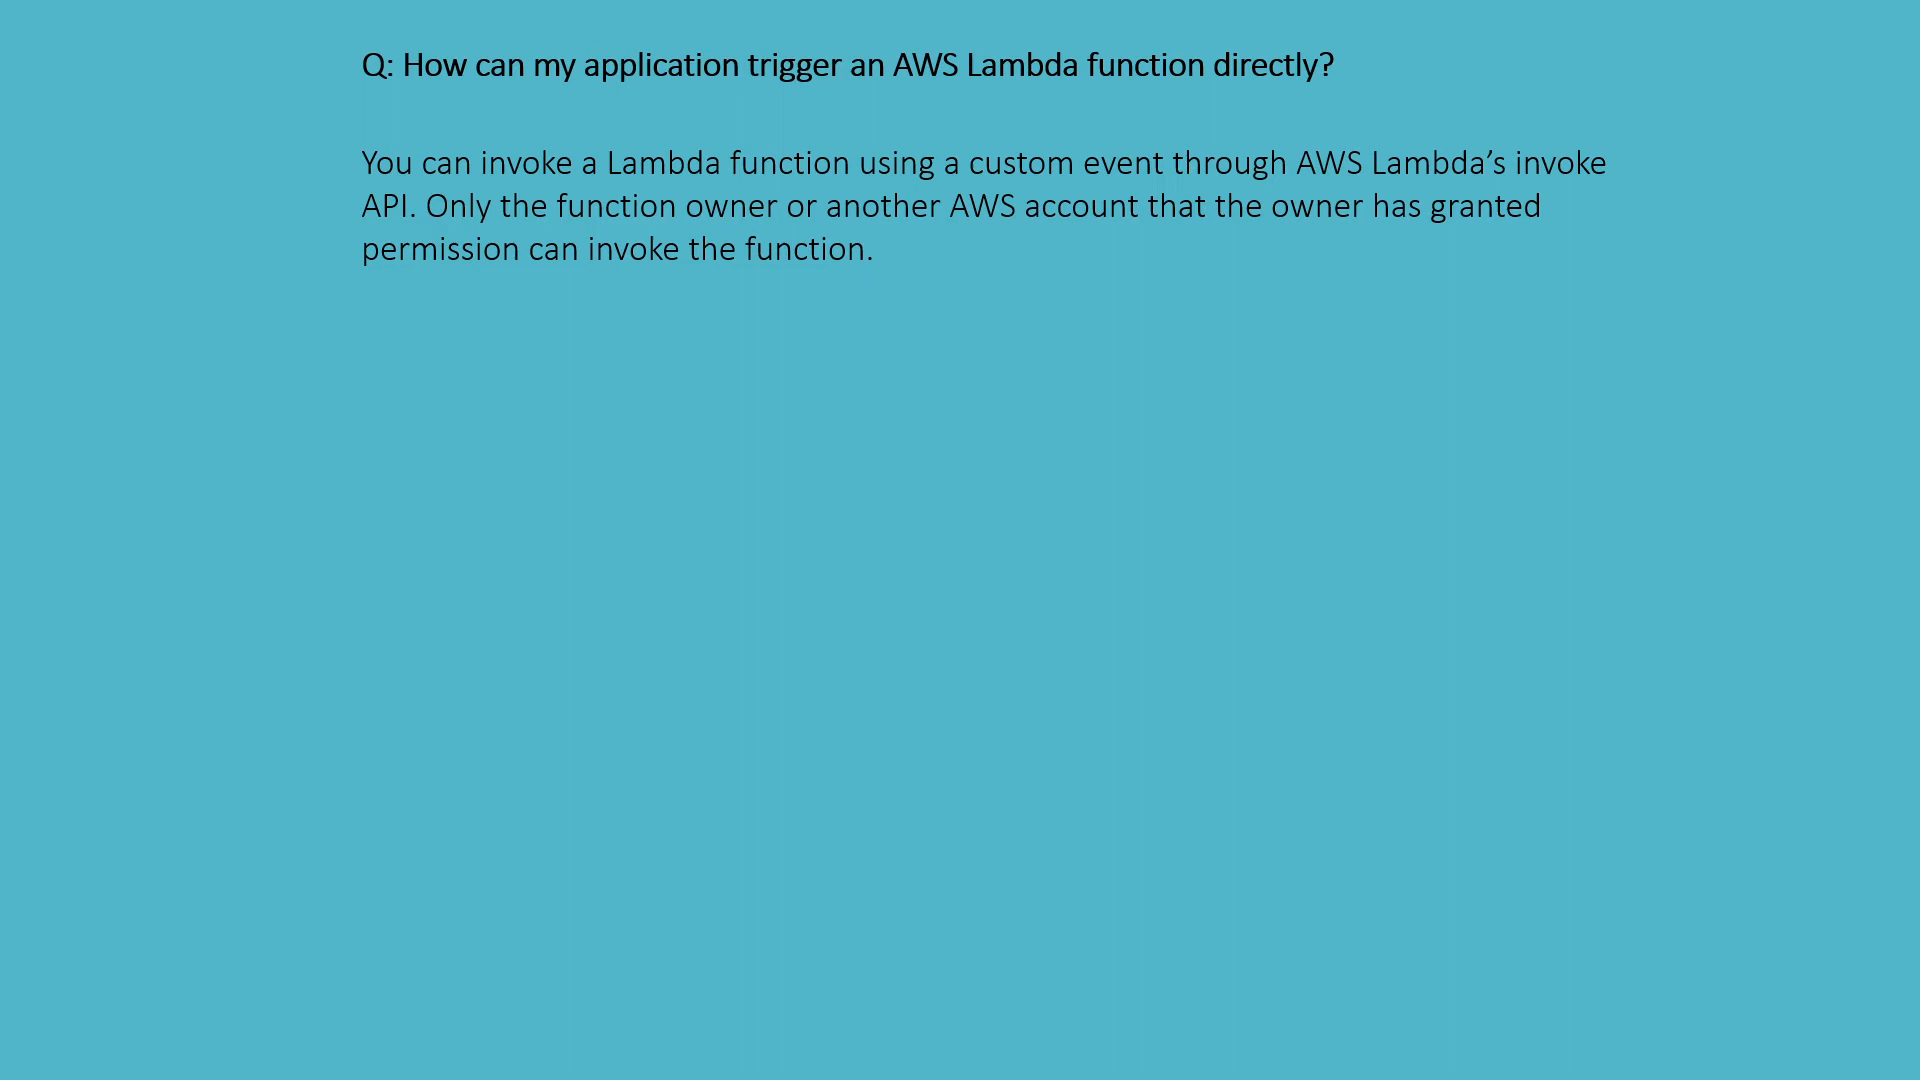 Q: How can my application trigger an AWS Lambda function directly?
You can invoke a Lambda function using a custom event through AWS Lambda’s invoke
API. Only the function owner or another AWS account that the owner has granted
permission can invoke the function.